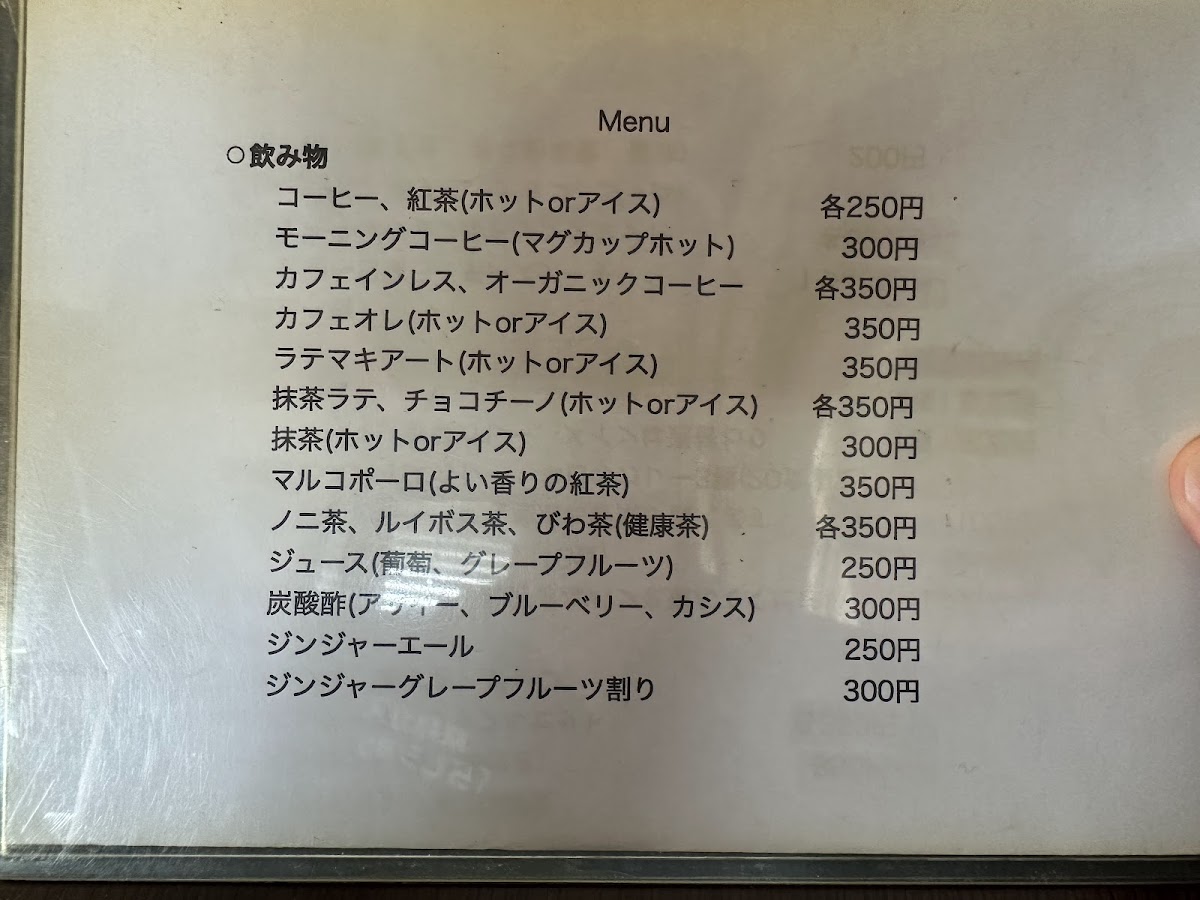 Menu
○飲み物
コーヒー、紅茶(ホットorアイス) 各250円
モーニングコーヒー(マグカップホット) 300円
カフェインレス、オーガニックコーヒー 各350円
カフェオレ(ホットorアイス) 350円
ラテマキアート(ホットorアイス) 350円
抹茶ラテ、チョコチーノ(ホットorアイス) 各350円
抹茶(ホットorアイス) 300円
マルコポーロ(よい香りの紅茶) 350円
ノニ茶、ルイボス茶、びわ茶(健康茶) 各350円
ジュース(葡萄、グレープフルーツ) 250円
炭酸酢(、ブルーベリー、カシス) 300円
ジンジャーエール 250円
ジンジャーグレープフルーツ割り 300円